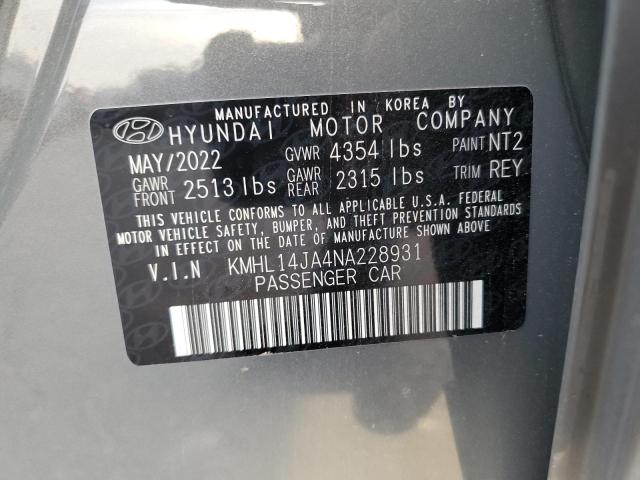 MANUFACTURED IN KOREA BY
HYUNDAI MOTOR COMPANY
MAY/2022 GVWR 4354 lbs PAINT NT2
GAWR FRONT 2513 lbs GAWR REAR 2315 lbs TRIM REY
THIS VEHICLE CONFORMS TO ALL APPLICABLE U.S.A. FEDERAL
MOTOR VEHICLE SAFETY, BUMPER, AND THEFT PREVENTION STANDARDS
IN EFFECT ON THE DATE OF MANUFACTURE SHOWN ABOVE
V.I.N KMHL14JA4NA228931
PASSENGER CAR